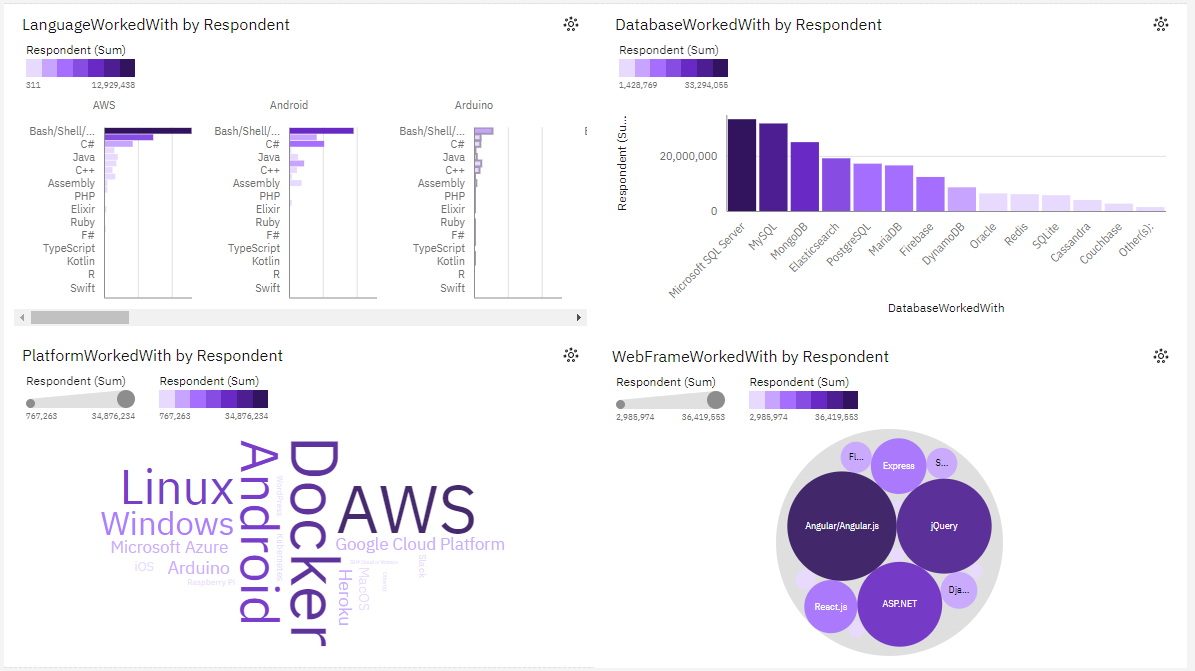 LanguageWorkedWith by Respondent
Respondent (Sum)
311 12,929,438
AWS Android Arduino
Bash/Shell/... Bash/Shell/... Bash/Shell/...
C# C# C#
Java Java Java
C++ C++ C++
Assembly Assembly Assembly
PHP PHP PHP
Elixir Elixir Elixir
Ruby Ruby Ruby
F# F# F#
TypeScript TypeScript TypeScript
Kotlin Kotlin Kotlin
R R R
Swift Swift Swift
DatabaseWorkedWith by Respondent
Respondent (Sum)
1,428,769 33,294,055
Respondent (Su...
20,000,000
0
Microsoft SQL Server
MySQL
MongoDB
Elasticsearch
PostgreSQL
MariaDB
Firebase
DynamoDB
Oracle
Redis
SQLite
Cassandra
Couchbase
Other(s):
DatabaseWorkedWith
PlatformWorkedWith by Respondent
Respondent (Sum) Respondent (Sum)
767,263 34,876,234 767,263 34,876,234
Linux
Windows
Microsoft Azure
iOS
Arduino
Raspberry Pi
Android
WordPress
Kubernetes
Docker
AWS
Google Cloud Platform
Heroku
MacOS
Slack
WebFrameWorkedWith by Respondent
Respondent (Sum) Respondent (Sum)
2,985,974 36,419,553 2,985,974 36,419,553
Fl...
Express
S...
Angular/Angular.js
jQuery
React.js
ASP.NET
Dja...